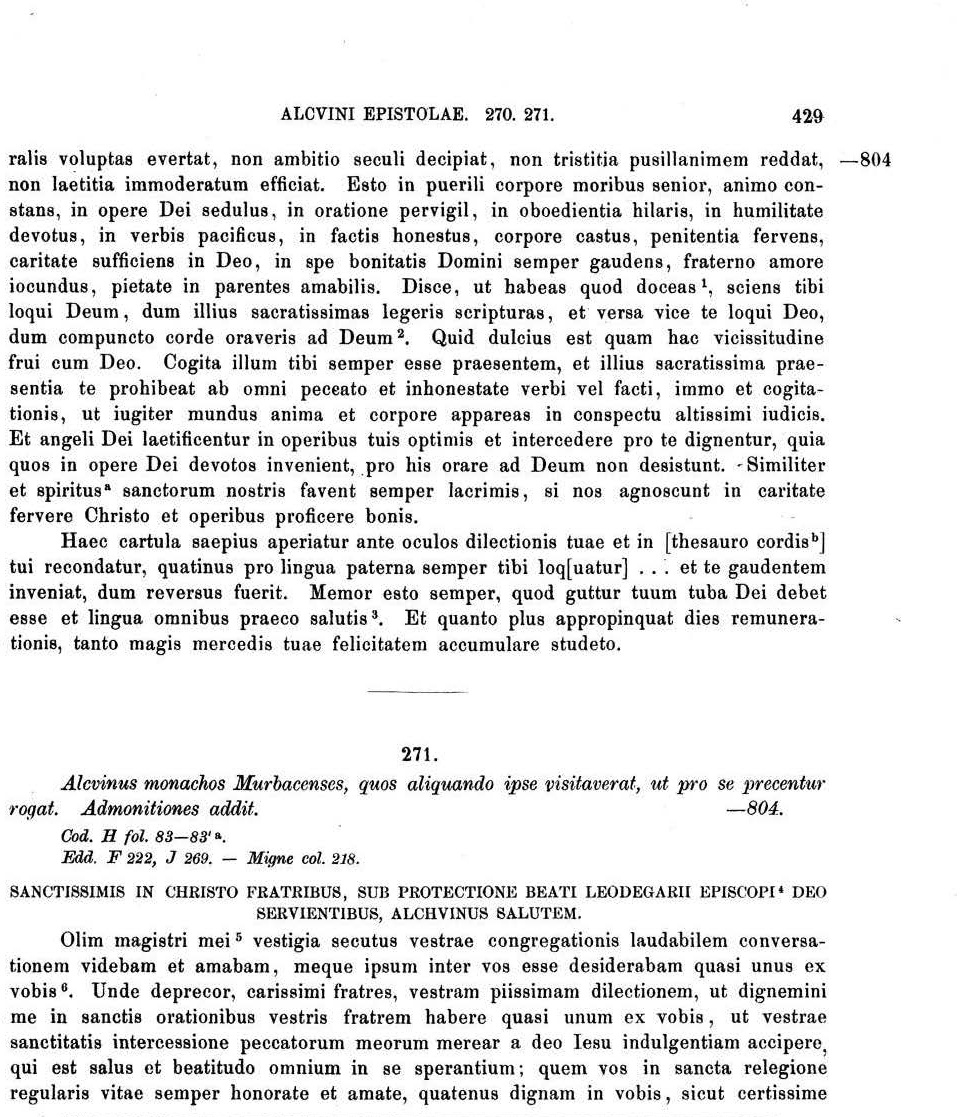 ALCVINI EPISTOLAE. 270. 271. 429
ralis voluptas evertat, non ambitio seculi decipiat, non tristitia pusillanimem reddat, —804
non laetitia immoderatum efficiat. Esto in puerili corpore moribus senior, animo con-
stans, in opere Dei sedulus, in oratione pervigil, in oboedientia hilaris, in humilitate
devotus, in verbis pacificus, in factis honestus, corpore castus, penitentia fervens,
caritate sufficiens in Deo, in spe bonitatis Domini semper gaudens, fraterno amore
iocundus, pietate in parentes amabilis. Disce, ut habeas quod doceas ¹, sciens tibi
loqui Deum, dum illius sacratissimas legeris scripturas, et versa vice te loqui Deo,
dum compuncto corde oraveris ad Deum ². Quid dulcius est quam hac vicissitudine
frui cum Deo. Cogita illum tibi semper esse praesentem, et illius sacratissima prae-
sentia te prohibeat ab omni peceato et inhonestate verbi vel facti, immo et cogita-
tionis, ut iugiter mundus anima et corpore appareas in conspectu altissimi iudicis.
Et angeli Dei laetificentur in operibus tuis optimis et intercedere pro te dignentur, quia
quos in opere Dei devotos invenient, pro his orare ad Deum non desistunt. Similiter
et spiritusᵃ sanctorum nostris favent semper lacrimis, si nos agnoscunt in caritate
fervere Christo et operibus proficere bonis.
Haec cartula saepius aperiatur ante oculos dilectionis tuae et in [thesauro cordisᵇ]
tui recondatur, quatinus pro lingua paterna semper tibi loq[uatur] . . . et te gaudentem
inveniat, dum reversus fuerit. Memor esto semper, quod guttur tuum tuba Dei debet
esse et lingua omnibus praeco salutis ³. Et quanto plus appropinquat dies remunera-
tionis, tanto magis mercedis tuae felicitatem accumulare studeto.
271.
Alcvinus monachos Murbacenses, quos aliquando ipse visitaverat, ut pro se precentur
rogat. Admonitiones addit. —804.
Cod. H fol. 83—83' ᵃ.
Edd. F 222, J 269. — Migne col. 218.
SANCTISSIMIS IN CHRISTO FRATRIBUS, SUB PROTECTIONE BEATI LEODEGARII EPISCOPI ⁴ DEO
SERVIENTIBUS, ALCHVINUS SALUTEM.
Olim magistri mei ⁵ vestigia secutus vestrae congregationis laudabilem conversa-
tionem videbam et amabam, meque ipsum inter vos esse desiderabam quasi unus ex
vobis ⁶. Unde deprecor, carissimi fratres, vestram piissimam dilectionem, ut dignemini
me in sanctis orationibus vestris fratrem habere quasi unum ex vobis, ut vestrae
sanctitatis intercessione peccatorum meorum merear a deo Iesu indulgentiam accipere,
qui est salus et beatitudo omnium in se sperantium; quem vos in sancta relegione
regularis vitae semper honorate et amate, quatenus dignam in vobis, sicut certissime